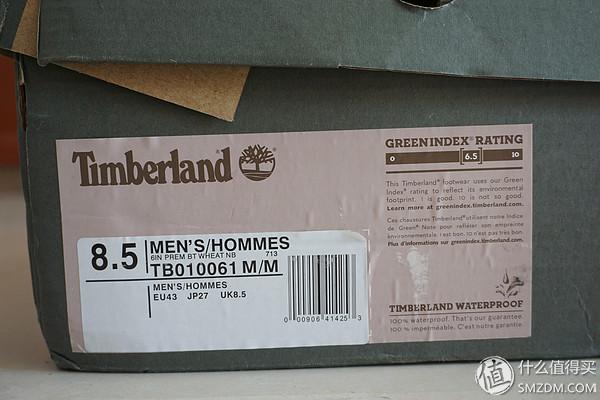 Timberland
GREEN INDEX® RATING
0 [6.5] 10
This Timberland® footwear uses our Green
Index® rating to reflect its environmental
footprint. 1 is good. 10 is not so good.
Learn more at greenindex.timberland.com.
Ces chaussures Timberland® utilisent notre Indice
de Green® Note pour refléter son empreinte
environnementale. 1 est bon. 10 n'est pas très bon.
Plus d'informations sur greenindex.timberland.com.
8.5
MEN'S/HOMMES
6IN PREM BT WHEAT NB 713
TB010061 M/M
MEN'S/HOMMES
EU43 JP27 UK8.5
0 00906 41425 3
TIMBERLAND WATERPROOF
100% waterproof. That's our guarantee.
100% imperméable. C'est notre garantie.
值 什么值得买
SMZDM.COM